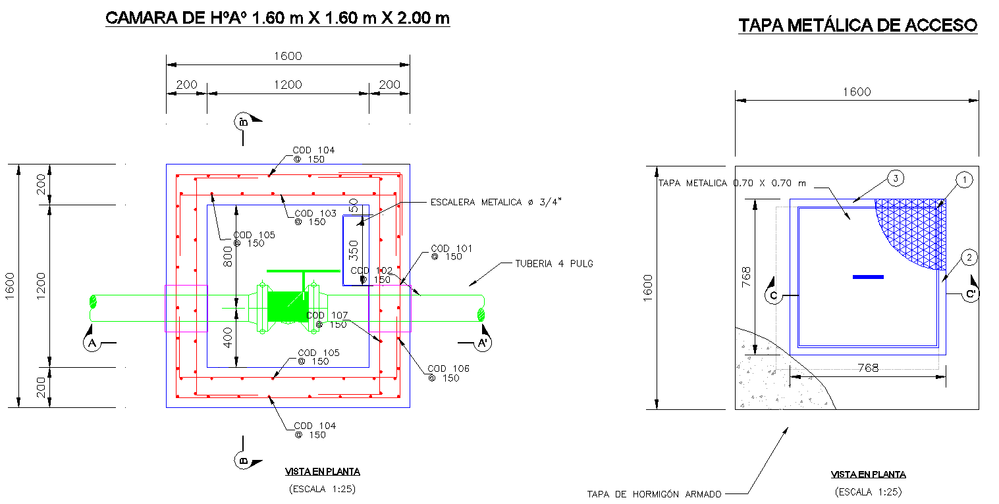 CAMARA DE HºAº 1.60 m X 1.60 m X 2.00 m
1600
200
1200
200
B'
COD 104
@ 150
200
ESCALERA METALICA ø 3/4"
50
COD 103
@ 150
COD 105
@ 150
800
350
COD 101
@ 150
TUBERIA 4 PULG
COD 102
@ 150
1600
1200
COD 107
@ 150
400
A
A'
COD 105
@ 150
COD 106
@ 150
200
COD 104
@ 150
B
VISTA EN PLANTA
(ESCALA 1:25)
TAPA METÁLICA DE ACCESO
1600
TAPA METALICA 0.70 X 0.70 m
3
1
2
768
1600
C
C'
768
TAPA DE HORMIGÓN ARMADO
VISTA EN PLANTA
(ESCALA 1:25)